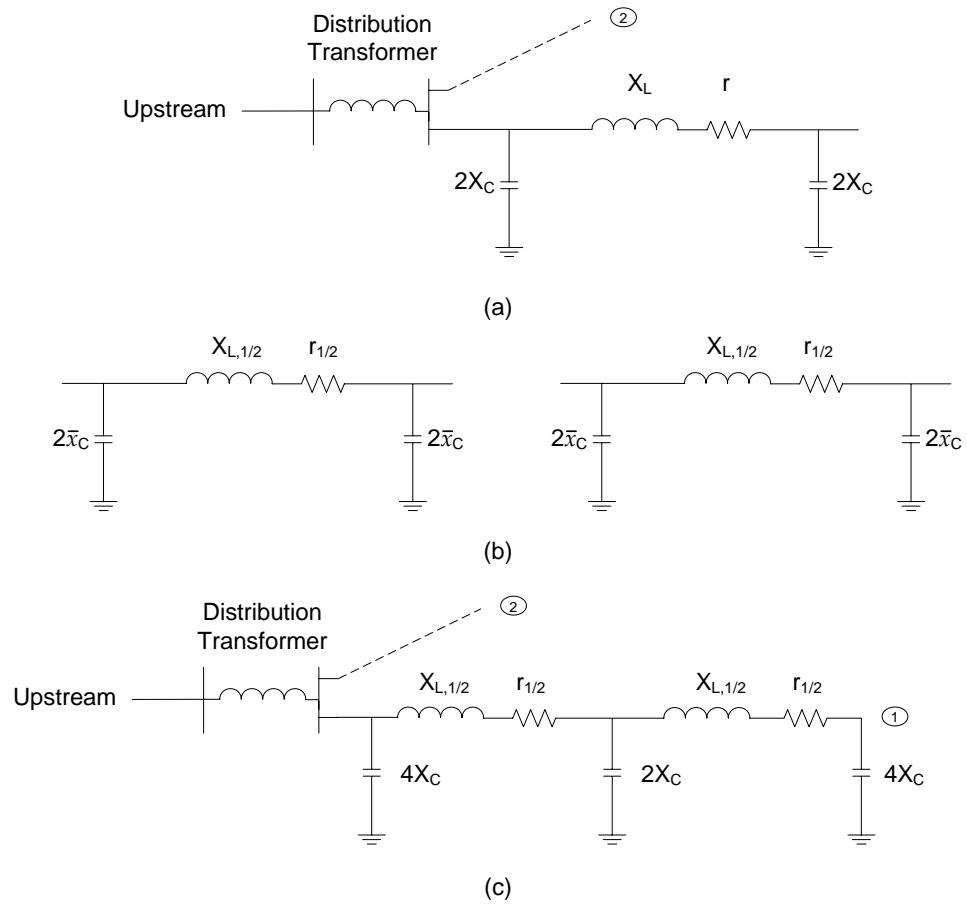 Distribution
Transformer
②
Upstream
X_L r
2X_C 2X_C
(a)
X_L,1/2 r_1/2 X_L,1/2 r_1/2
2x̅_C 2x̅_C 2x̅_C 2x̅_C
(b)
Distribution
Transformer
②
Upstream
X_L,1/2 r_1/2 X_L,1/2 r_1/2
①
4X_C 2X_C 4X_C
(c)